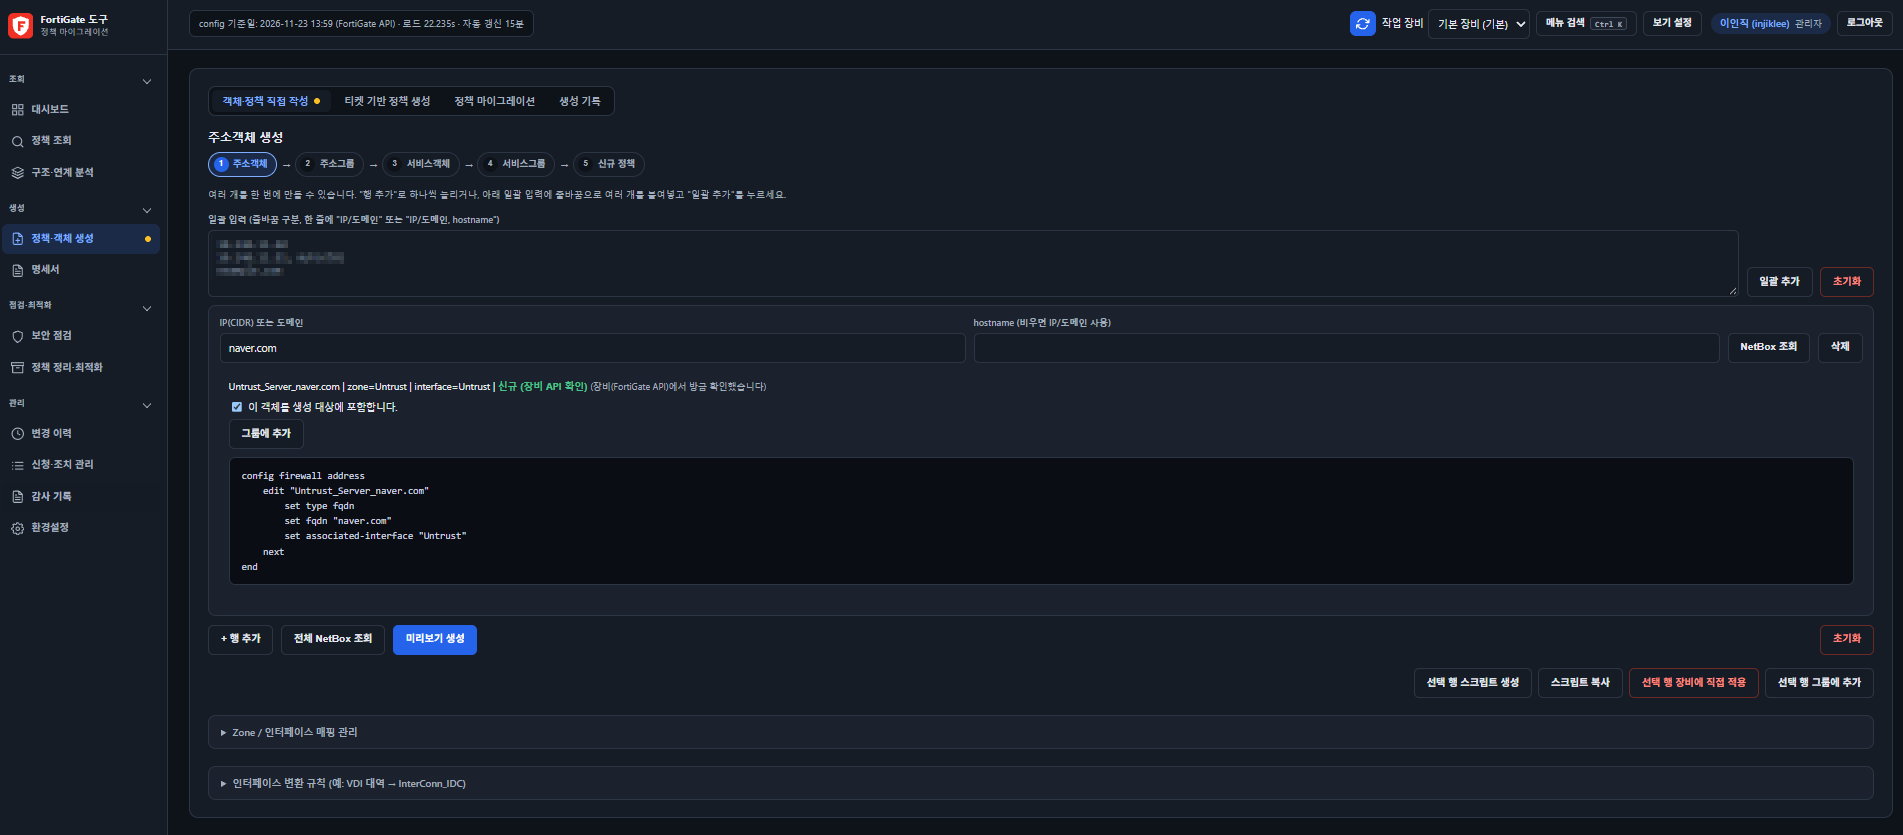 FortiGate 도구
정책 마이그레이션
config 기준일: 2026-11-23 13:59 (FortiGate API) · 로드 22.235s · 자동 갱신 15분
작업 장비
기본 장비 (기본)
메뉴 검색 Ctrl K
보기 설정
이인직 (injiklee) 관리자
로그아웃
조회
대시보드
정책 조회
구조·연계 분석
생성
정책·객체 생성
명세서
점검·최적화
보안 점검
정책 정리·최적화
관리
변경 이력
신청·조치 관리
감사 기록
환경설정
객체·정책 직접 작성
티켓 기반 정책 생성
정책 마이그레이션
생성 기록
주소객체 생성
1 주소객체 → 2 주소그룹 → 3 서비스객체 → 4 서비스그룹 → 5 신규 정책
여러 개를 한 번에 만들 수 있습니다. "행 추가"로 하나씩 늘리거나, 아래 일괄 입력에 줄바꿈으로 여러 개를 붙여넣고 "일괄 추가"를 누르세요.
일괄 입력 (줄바꿈 구분, 한 줄에 "IP/도메인" 또는 "IP/도메인, hostname")
일괄 추가
초기화
IP(CIDR) 또는 도메인
hostname (비우면 IP/도메인 사용)
naver.com
NetBox 조회
삭제
Untrust_Server_naver.com | zone=Untrust | interface=Untrust | 신규 (장비 API 확인) (장비(FortiGate API)에서 방금 확인했습니다)
이 객체를 생성 대상에 포함합니다.
그룹에 추가
config firewall address
edit "Untrust_Server_naver.com"
set type fqdn
set fqdn "naver.com"
set associated-interface "Untrust"
next
end
+ 행 추가
전체 NetBox 조회
미리보기 생성
초기화
선택 행 스크립트 생성
스크립트 복사
선택 행 장비에 직접 적용
선택 행 그룹에 추가
▶ Zone / 인터페이스 매핑 관리
▶ 인터페이스 변환 규칙 (예: VDI 대역 → InterConn_IDC)